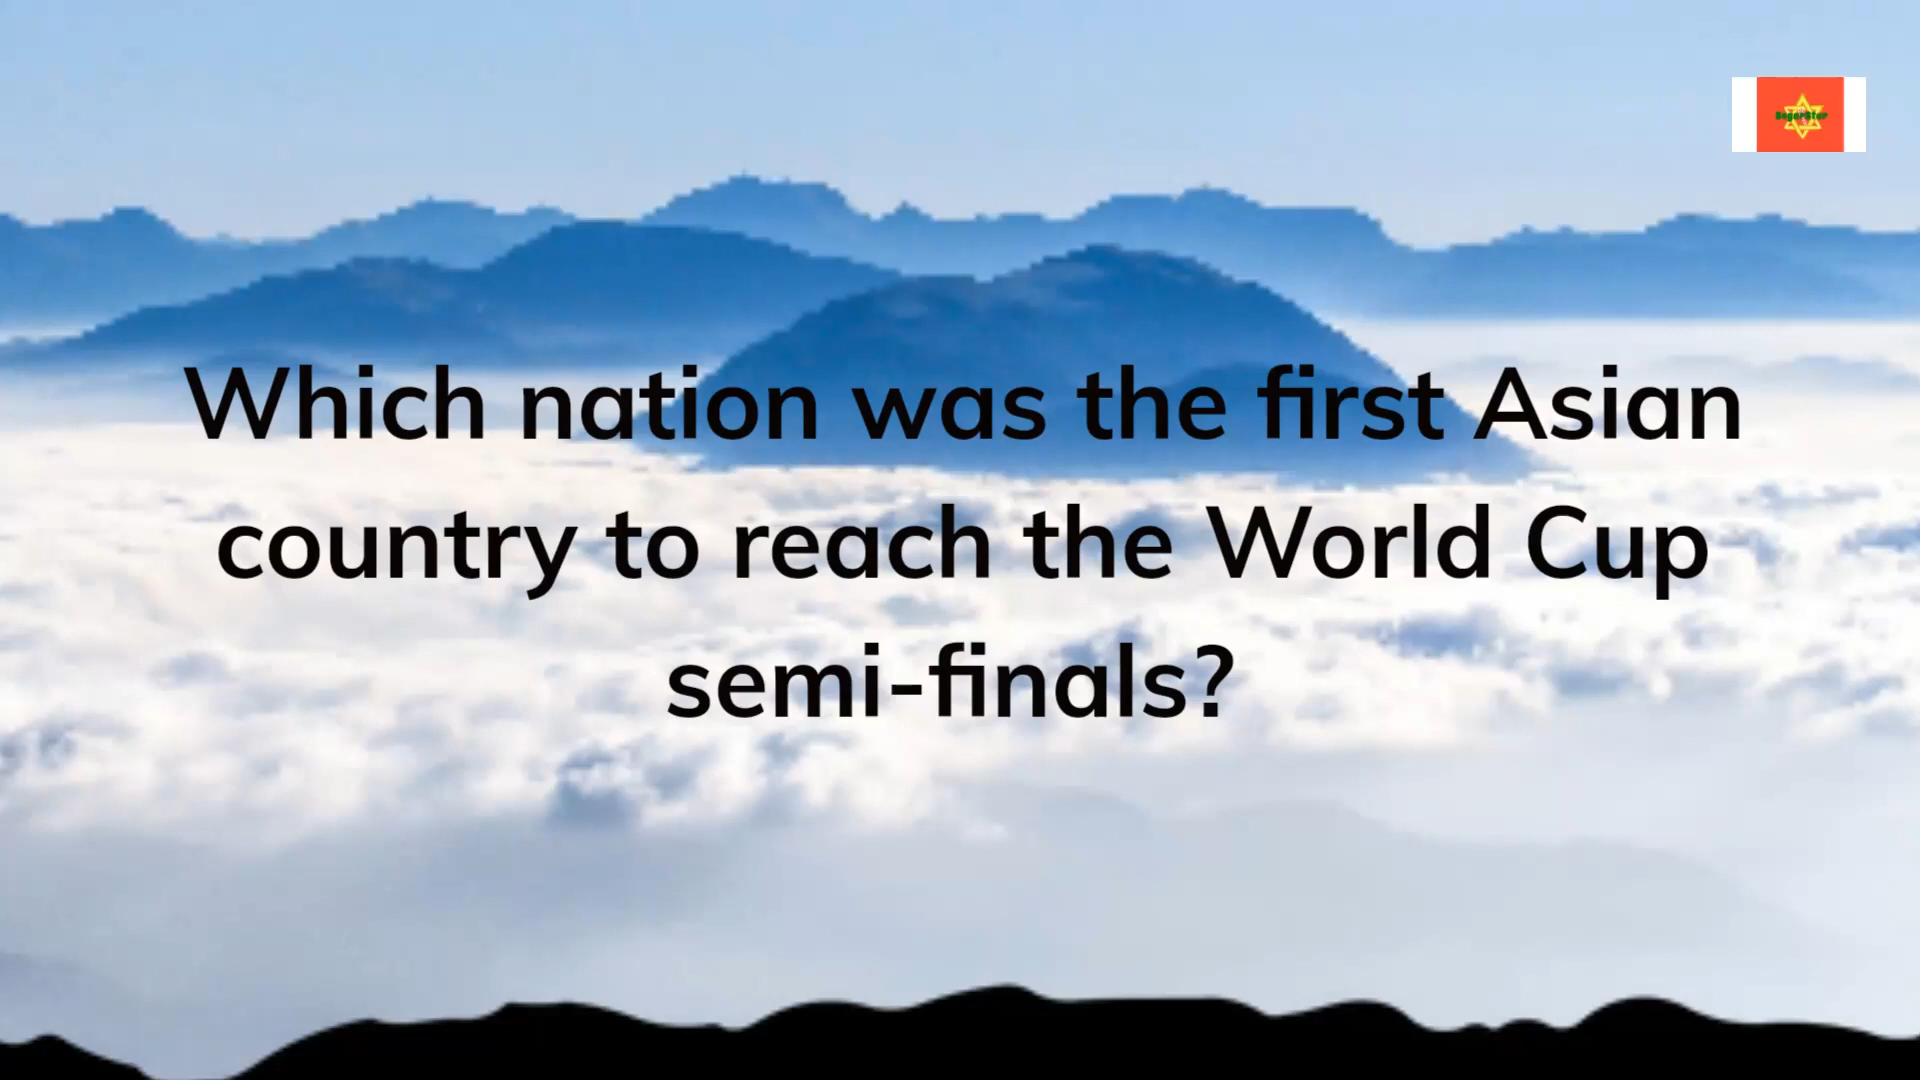 Which nation was the first Asian
country to reach the World Cup
semi-finals?